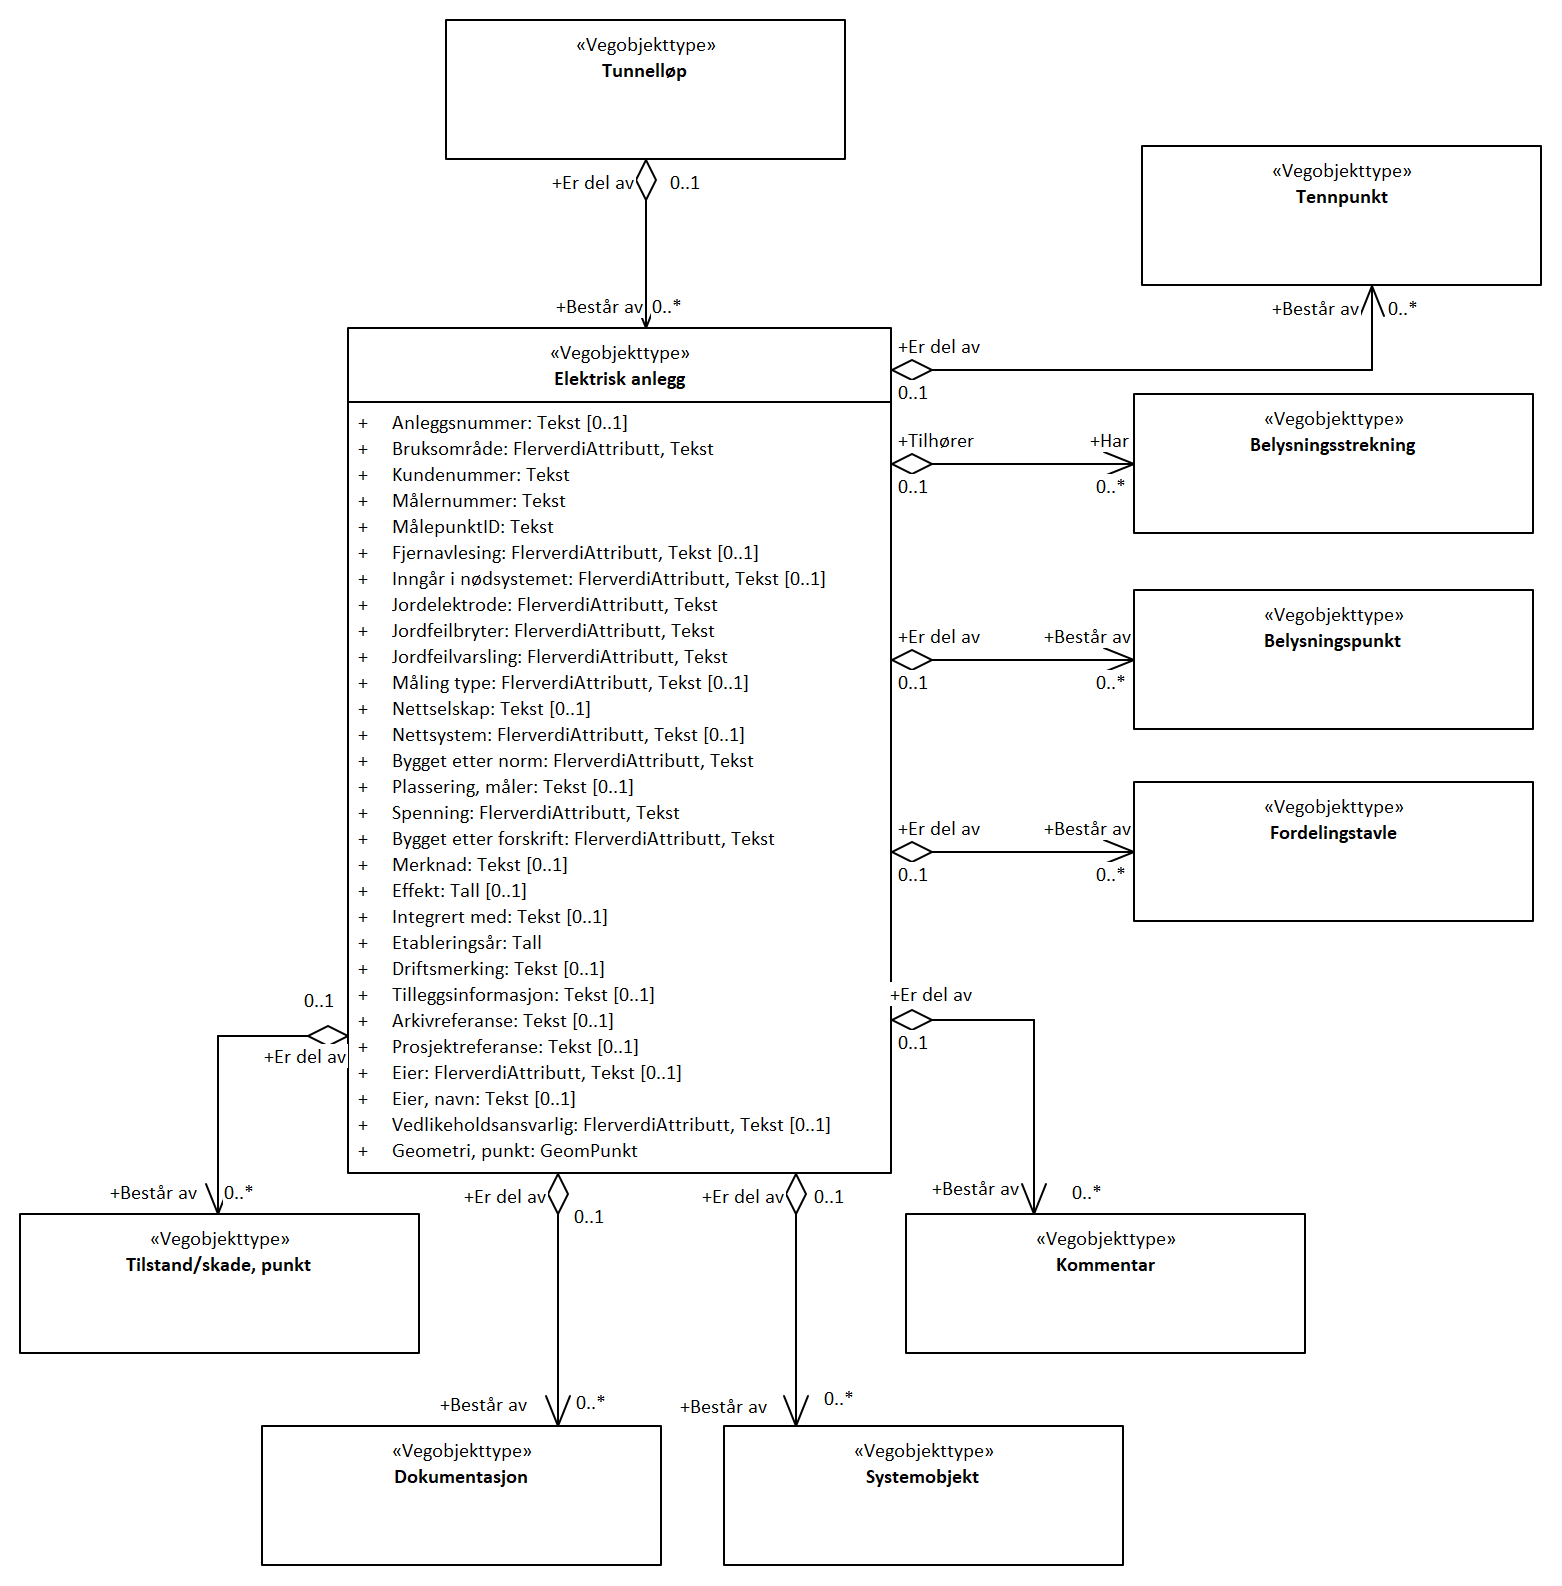 «Vegobjekttype»
Tunnelløp
+Er del av 0..1
+Består av 0..*
«Vegobjekttype»
Tennpunkt
+Består av 0..*
«Vegobjekttype»
Elektrisk anlegg
+ Anleggsnummer: Tekst [0..1]
+ Bruksområde: FlerverdiAttributt, Tekst
+ Kundenummer: Tekst
+ Målernummer: Tekst
+ MålepunktID: Tekst
+ Fjernavlesing: FlerverdiAttributt, Tekst [0..1]
+ Inngår i nødsystemet: FlerverdiAttributt, Tekst [0..1]
+ Jordelektrode: FlerverdiAttributt, Tekst
+ Jordfeilbryter: FlerverdiAttributt, Tekst
+ Jordfeilvarsling: FlerverdiAttributt, Tekst
+ Måling type: FlerverdiAttributt, Tekst [0..1]
+ Nettselskap: Tekst [0..1]
+ Nettsystem: FlerverdiAttributt, Tekst [0..1]
+ Bygget etter norm: FlerverdiAttributt, Tekst
+ Plassering, måler: Tekst [0..1]
+ Spenning: FlerverdiAttributt, Tekst
+ Bygget etter forskrift: FlerverdiAttributt, Tekst
+ Merknad: Tekst [0..1]
+ Effekt: Tall [0..1]
+ Integrert med: Tekst [0..1]
+ Etableringsår: Tall
+ Driftsmerking: Tekst [0..1]
+ Tilleggsinformasjon: Tekst [0..1]
+ Arkivreferanse: Tekst [0..1]
+ Prosjektreferanse: Tekst [0..1]
+ Eier: FlerverdiAttributt, Tekst [0..1]
+ Eier, navn: Tekst [0..1]
+ Vedlikeholdsansvarlig: FlerverdiAttributt, Tekst [0..1]
+ Geometri, punkt: GeomPunkt
+Er del av
0..1
+Tilhører +Har
0..1 0..*
«Vegobjekttype»
Belysningsstrekning
+Er del av +Består av
0..1 0..*
«Vegobjekttype»
Belysningspunkt
+Er del av +Består av
0..1 0..*
«Vegobjekttype»
Fordelingstavle
+Er del av
0..1
+Består av 0..*
«Vegobjekttype»
Kommentar
0..1
+Er del av
+Består av 0..*
«Vegobjekttype»
Tilstand/skade, punkt
+Er del av
0..1
+Består av 0..*
«Vegobjekttype»
Dokumentasjon
+Er del av 0..1
+Består av 0..*
«Vegobjekttype»
Systemobjekt